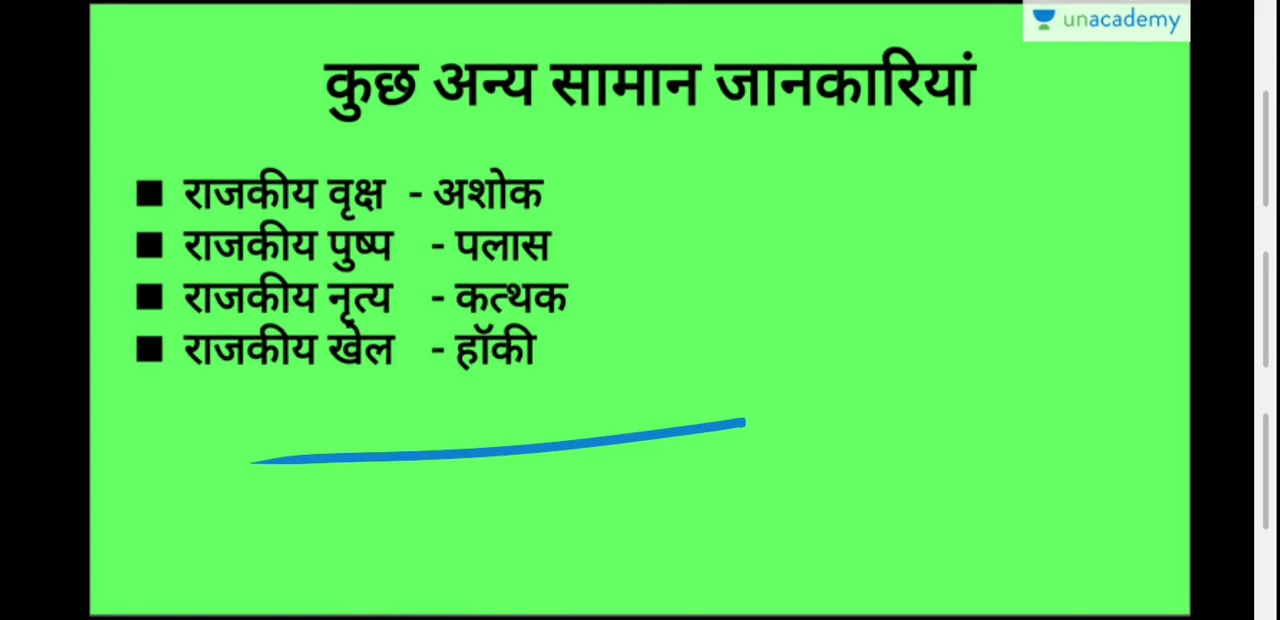 unacademy
कुछ अन्य सामान जानकारियां
■ राजकीय वृक्ष - अशोक
■ राजकीय पुष्प - पलास
■ राजकीय नृत्य - कत्थक
■ राजकीय खेल - हॉकी